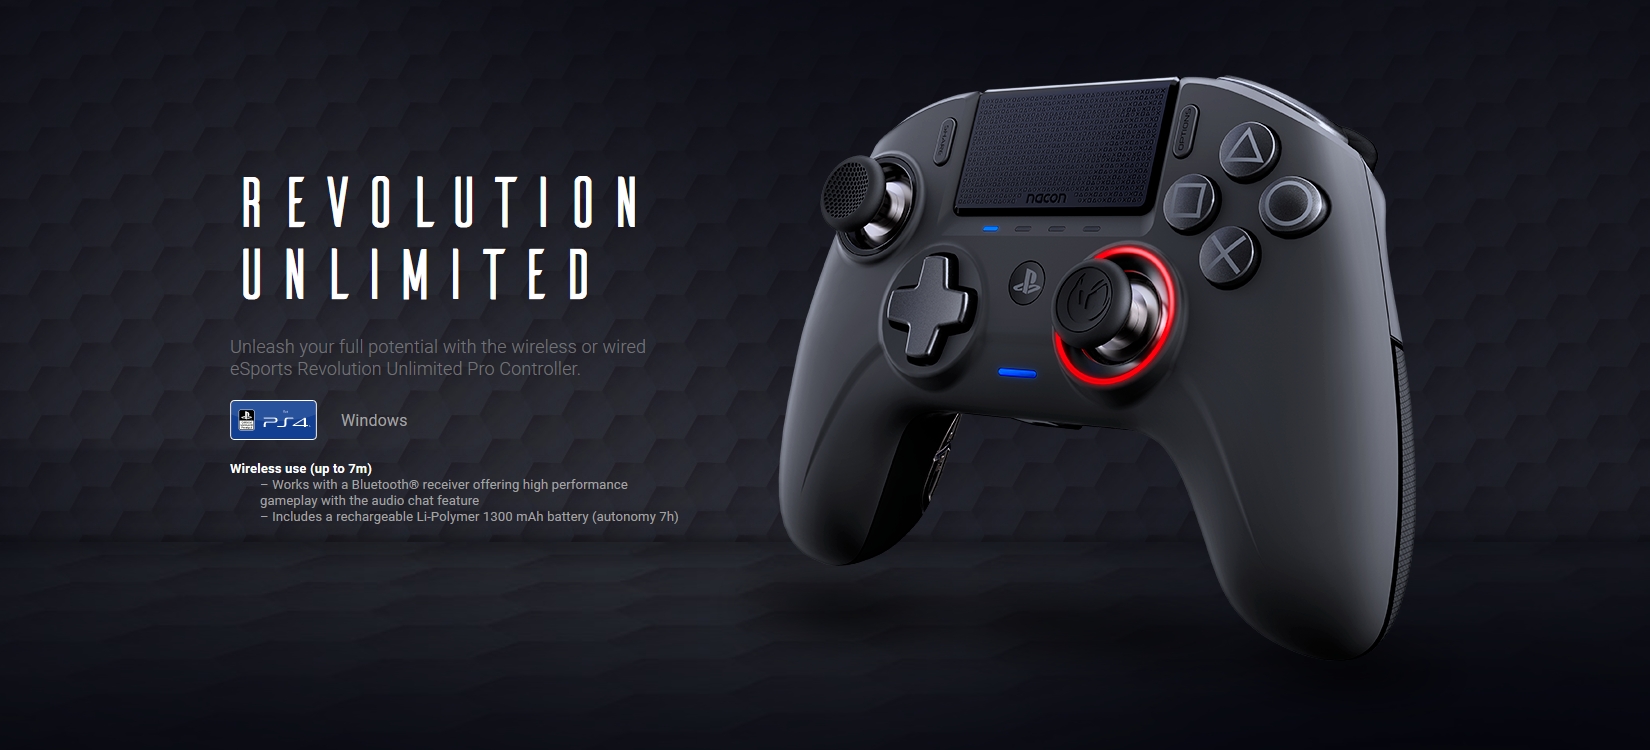 REVOLUTION
UNLIMITED
Unleash your full potential with the wireless or wired
eSports Revolution Unlimited Pro Controller.
PS4 Windows
Wireless use (up to 7m)
– Works with a Bluetooth® receiver offering high performance
gameplay with the audio chat feature
– Includes a rechargeable Li-Polymer 1300 mAh battery (autonomy 7h)
SHARE
OPTIONS
nacon